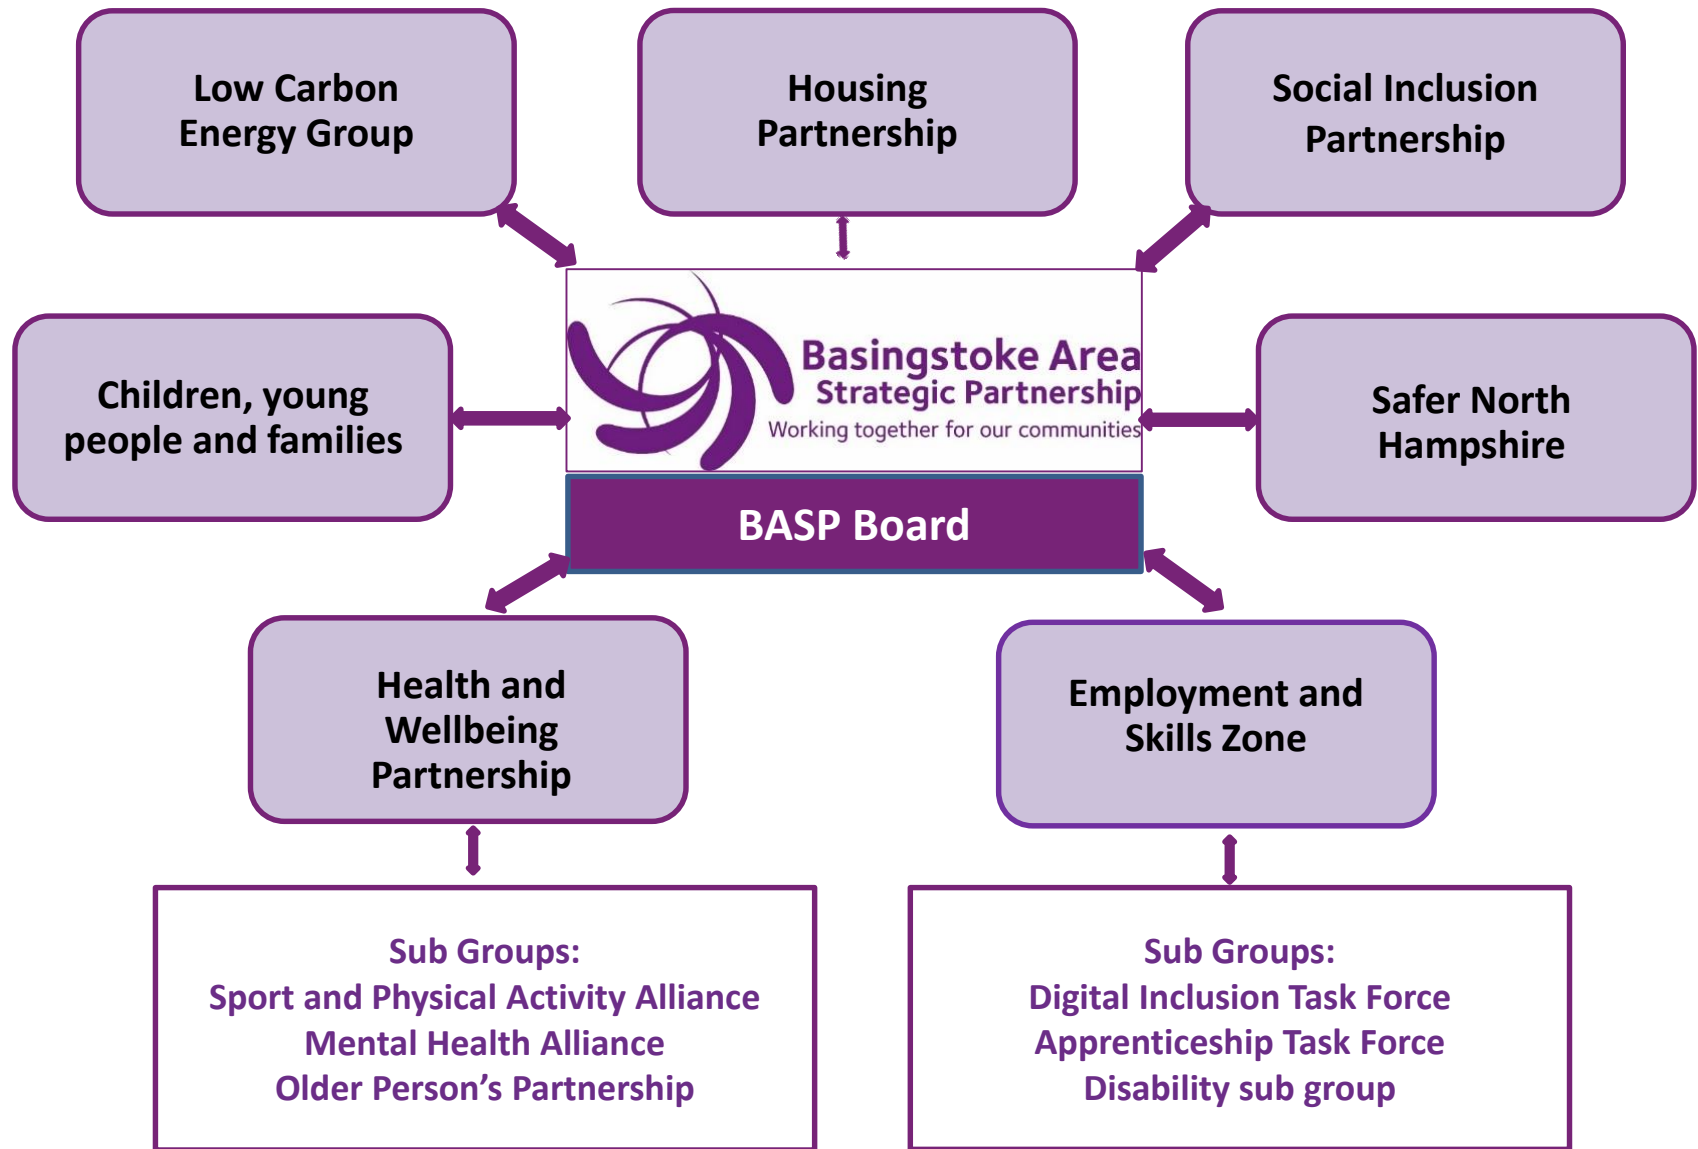 Low Carbon
Energy Group
Housing
Partnership
Social Inclusion
Partnership
Children, young
people and families
Basingstoke Area
Strategic Partnership
Working together for our communities
BASP Board
Safer North
Hampshire
Health and
Wellbeing
Partnership
Employment and
Skills Zone
Sub Groups:
Sport and Physical Activity Alliance
Mental Health Alliance
Older Person’s Partnership
Sub Groups:
Digital Inclusion Task Force
Apprenticeship Task Force
Disability sub group